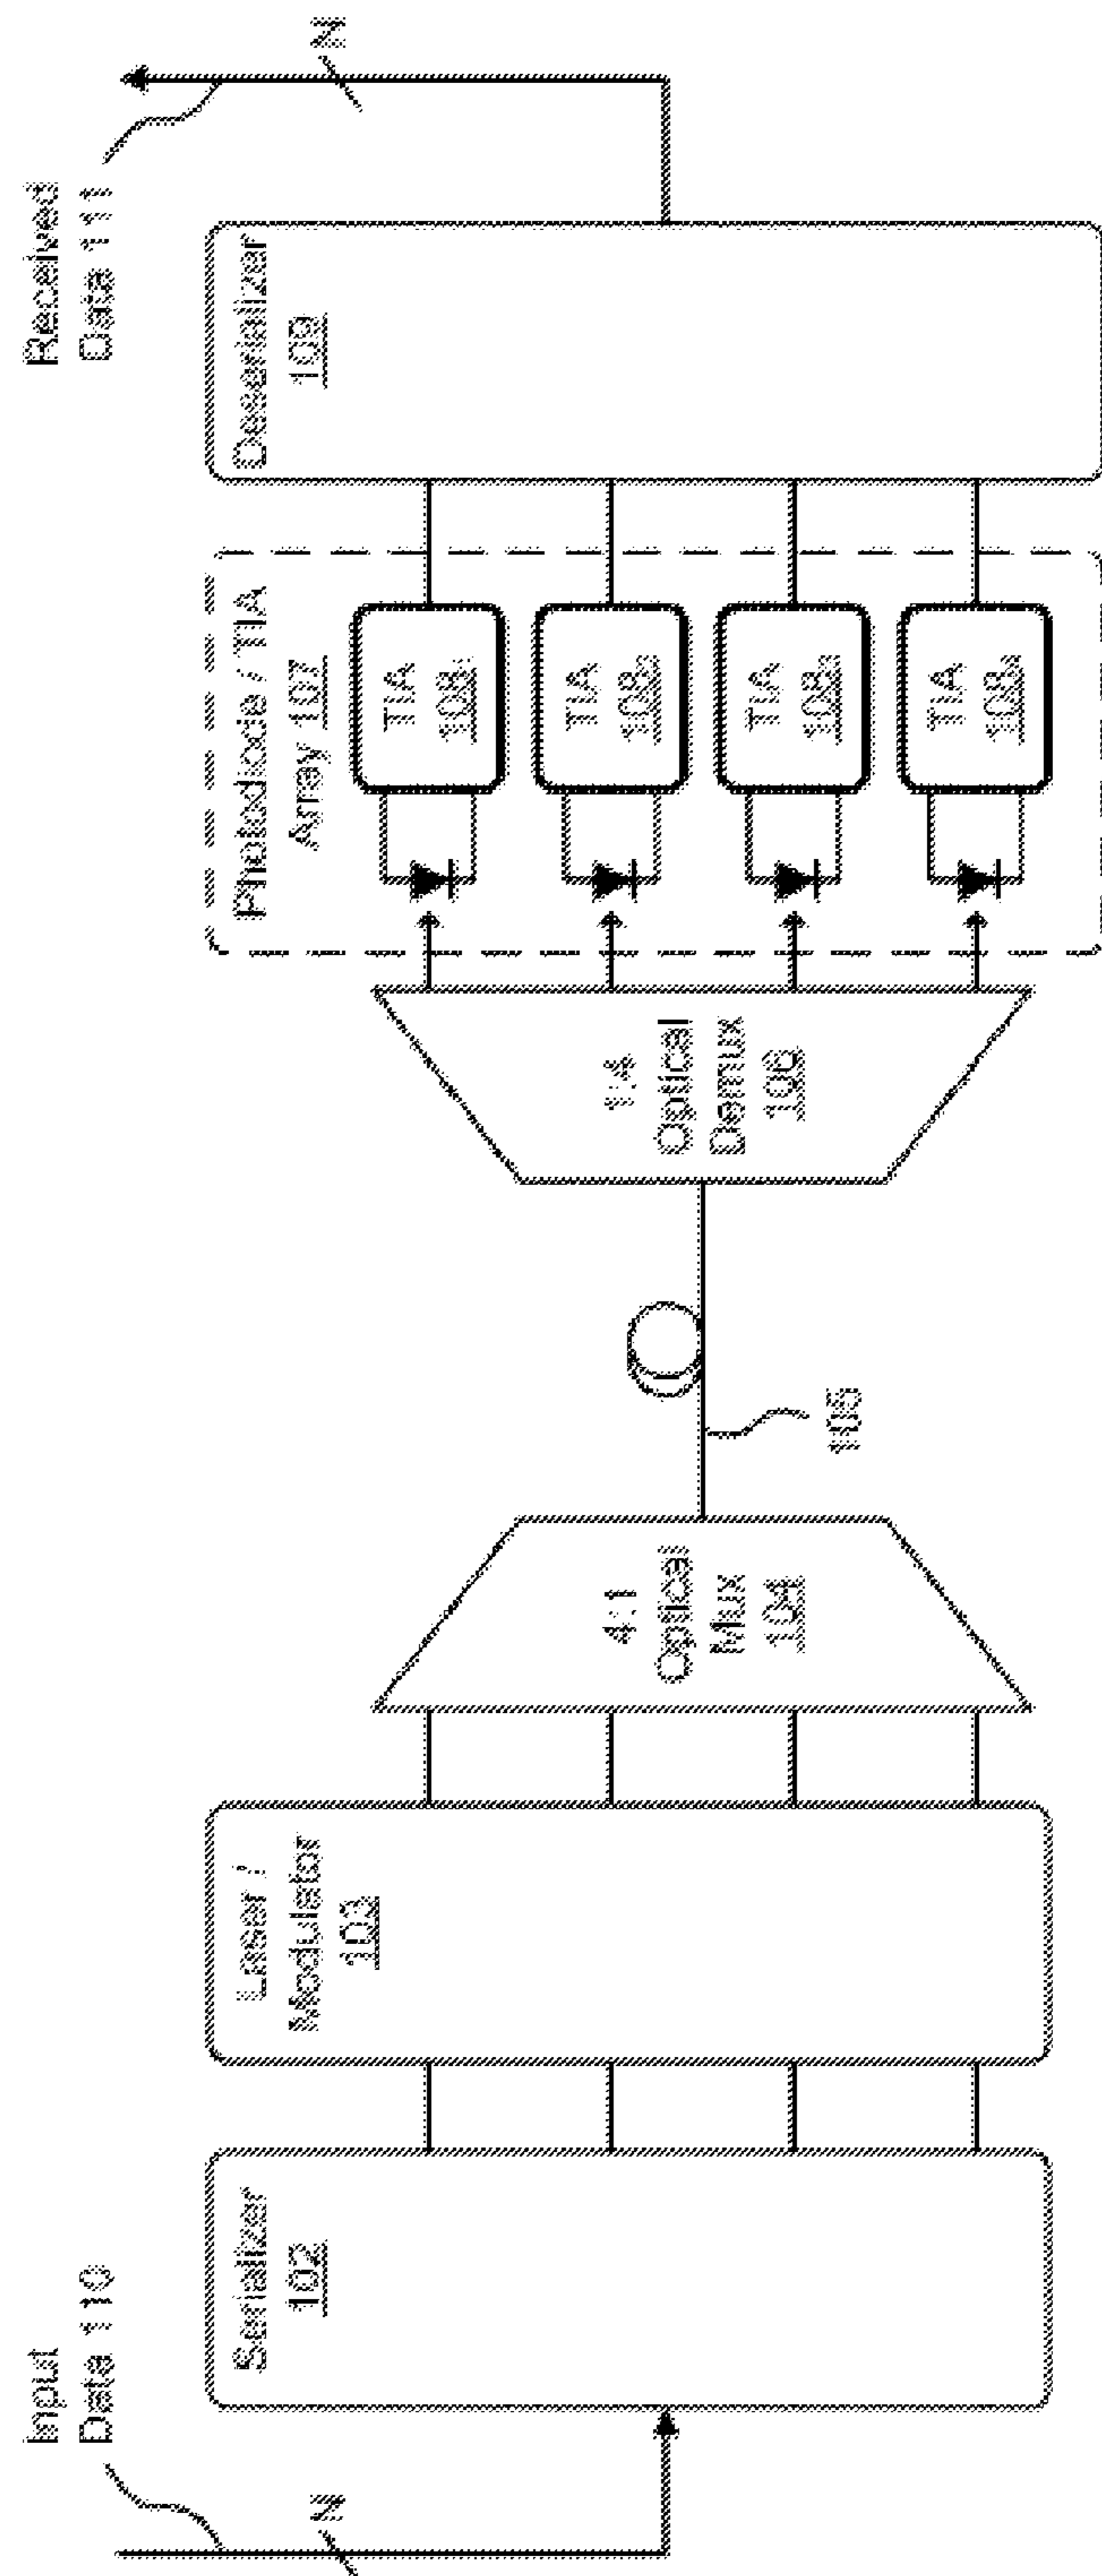 Input
Data 110
N
Serializer
102
Laser /
Modulator
103
4:1
Optical
Mux
104
105
1:4
Optical
Demux
106
Photodiode / TIA
Array 107
TIA
108
TIA
108
TIA
108
TIA
108
Deserializer
109
Received
Data 111
N